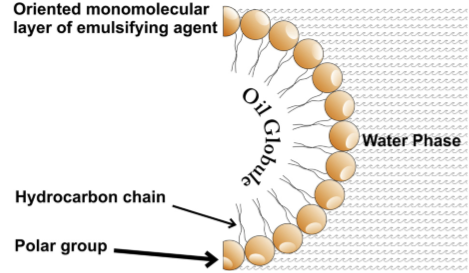 Oriented monomolecular
layer of emulsifying agent
Oil Globule
Water Phase
Hydrocarbon chain
Polar group